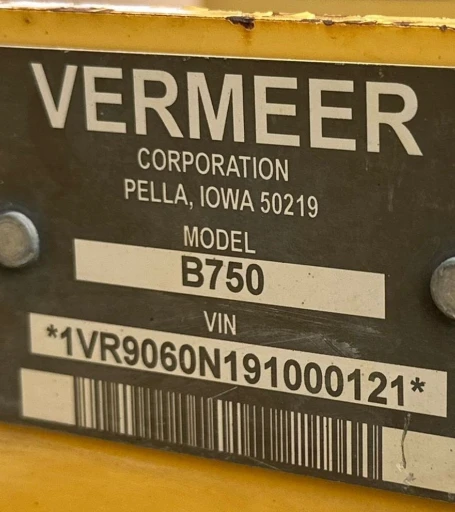 VERMEER
CORPORATION
PELLA, IOWA 50219
MODEL
B750
VIN
*1VR9060N191000121*